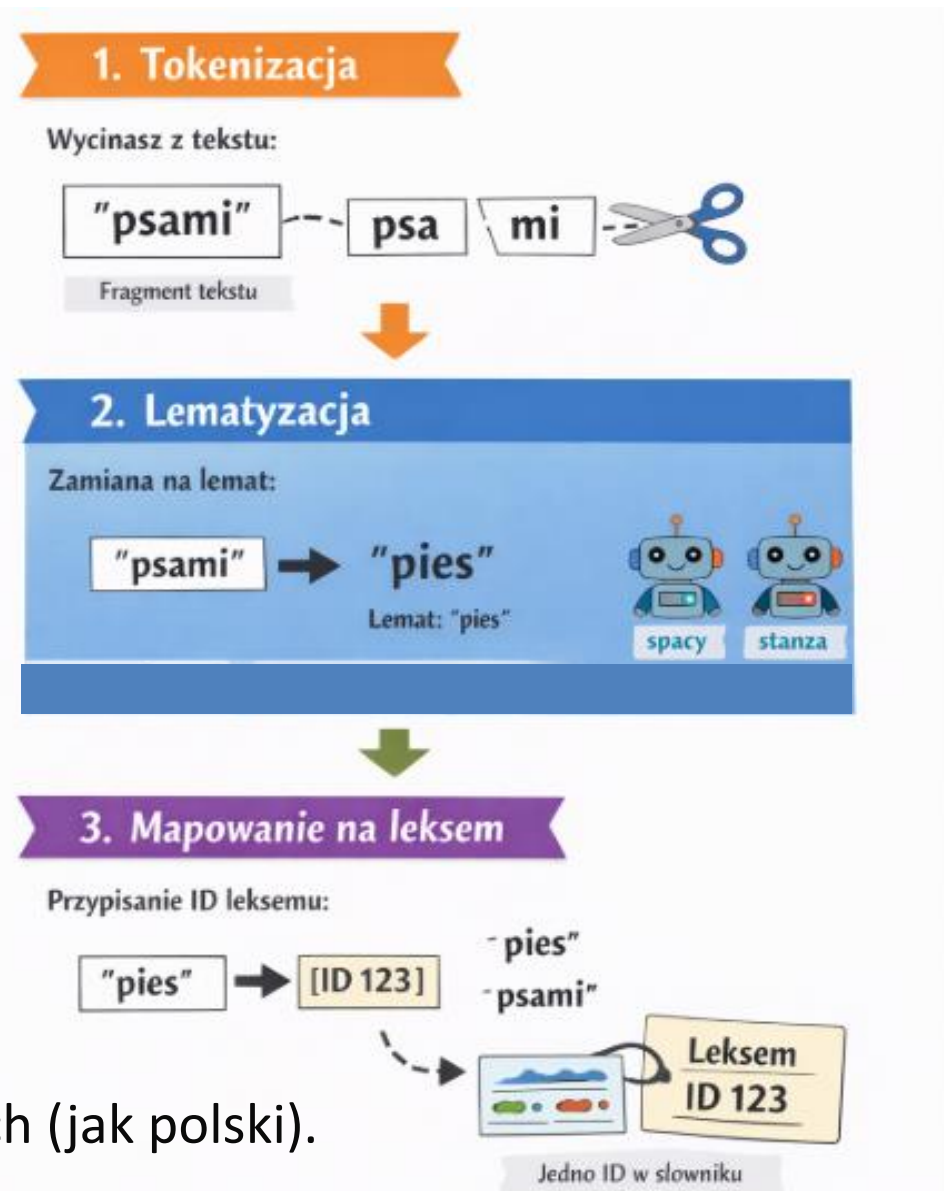 1. Tokenizacja
Wycinasz z tekstu:
"psami" psa mi
Fragment tekstu
2. Lematyzacja
Zamiana na lemat:
"psami" "pies"
Lemat: "pies"
spacy stanza
3. Mapowanie na leksem
Przypisanie ID leksemu:
"pies" [ID 123]
- pies"
- psami"
Leksem
ID 123
h (jak polski).
Jedno ID w slowniku